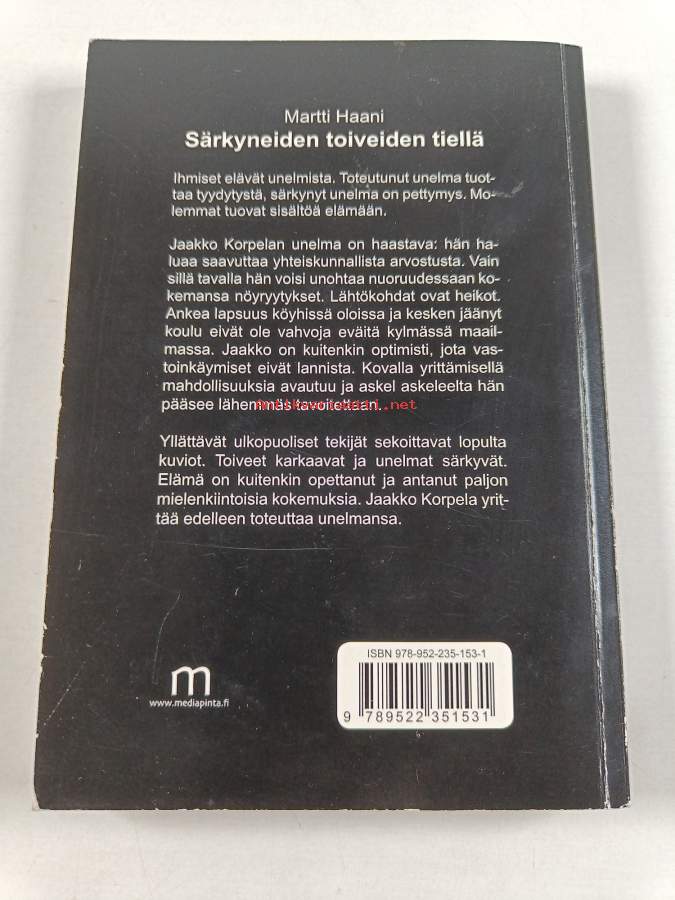 Martti Haani
Särkyneiden toiveiden tiellä
Ihmiset elävät unelmista. Toteutunut unelma tuot-
taa tyydytystä, särkynyt unelma on pettymys. Mo-
lemmat tuovat sisältöä elämään.
Jaakko Korpelan unelma on haastava: hän ha-
luaa saavuttaa yhteiskunnallista arvostusta. Vain
sillä tavalla hän voisi unohtaa nuoruudessaan ko-
kemansa nöyryytykset. Lähtökohdat ovat heikot.
Ankea lapsuus köyhissä oloissa ja kesken jäänyt
koulu eivät ole vahvoja eväitä kylmässä maail-
massa. Jaakko on kuitenkin optimisti, jota vas-
toinkäymiset eivät lannista. Kovalla yrittämisellä
mahdollisuuksia avautuu ja askel askeleelta hän
pääsee lähemmäs tavoitettaan.
Yllättävät ulkopuoliset tekijät sekoittavat lopulta
kuviot. Toiveet karkaavat ja unelmat särkyvät.
Elämä on kuitenkin opettanut ja antanut paljon
mielenkiintoisia kokemuksia. Jaakko Korpela yrit-
tää edelleen toteuttaa unelmansa.
ISBN 978-952-235-153-1
9 789522 351531
m
www.mediapinta.fi